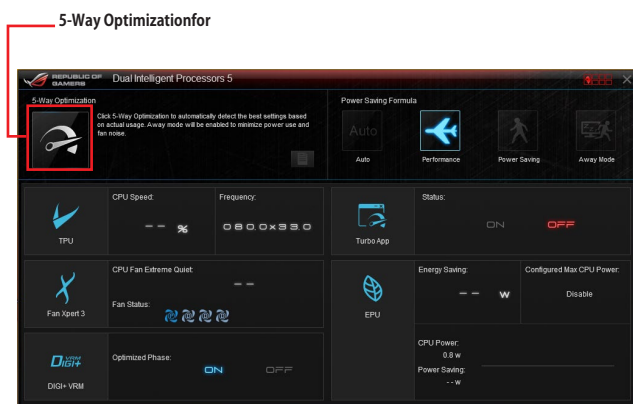 5-Way Optimizationfor
REPUBLIC OF
GAMERS
Dual Intelligent Processors 5
5-Way Optimization
Click 5-Way Optimization to automatically detect the best settings based
on actual usage. Away mode will be enabled to minimize power use and
fan noise.
Power Saving Formula
Auto
Auto
Performance
Power Saving
Away Mode
TPU
CPU Speed:
-- %
Frequency:
080.0x33.0
Turbo App
Status:
ON OFF
Fan Xpert 3
CPU Fan Extreme Quiet:
--
Fan Status:
EPU
Energy Saving:
-- W
Configured Max CPU Power:
Disable
CPU Power:
0.8 w
Power Saving:
-- w
DIGI+ VRM
DIGI+ VRM
Optimized Phase:
ON OFF